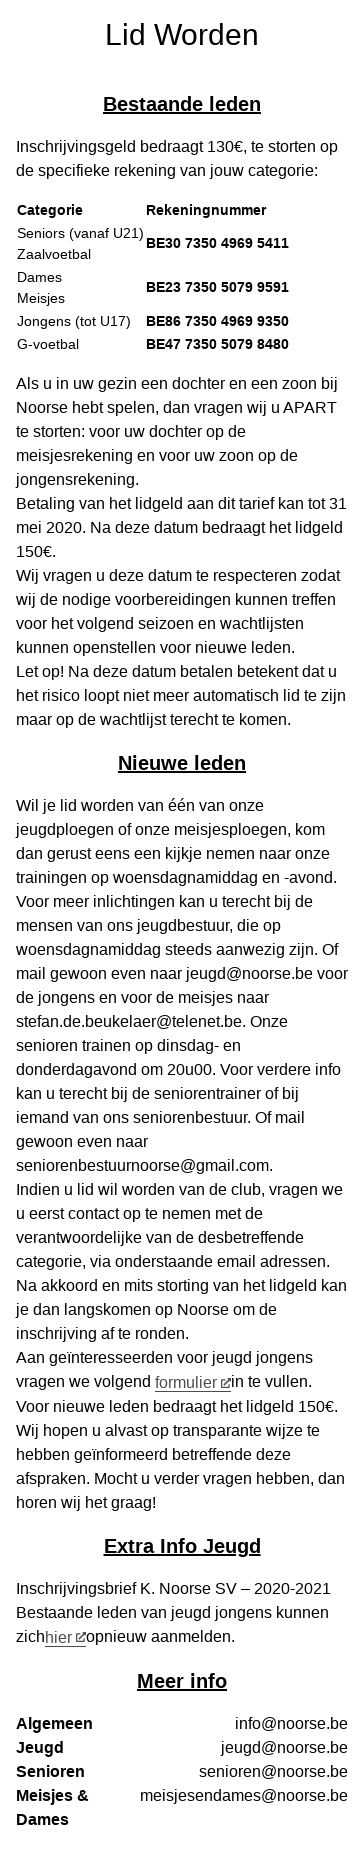 Lid Worden
Bestaande leden
Inschrijvingsgeld bedraagt 130€, te storten op
de specifieke rekening van jouw categorie:
Categorie Rekeningnummer
Seniors (vanaf U21)
Zaalvoetbal BE30 7350 4969 5411
Dames
Meisjes BE23 7350 5079 9591
Jongens (tot U17) BE86 7350 4969 9350
G-voetbal BE47 7350 5079 8480
Als u in uw gezin een dochter en een zoon bij
Noorse hebt spelen, dan vragen wij u APART
te storten: voor uw dochter op de
meisjesrekening en voor uw zoon op de
jongensrekening.
Betaling van het lidgeld aan dit tarief kan tot 31
mei 2020. Na deze datum bedraagt het lidgeld
150€.
Wij vragen u deze datum te respecteren zodat
wij de nodige voorbereidingen kunnen treffen
voor het volgend seizoen en wachtlijsten
kunnen openstellen voor nieuwe leden.
Let op! Na deze datum betalen betekent dat u
het risico loopt niet meer automatisch lid te zijn
maar op de wachtlijst terecht te komen.
Nieuwe leden
Wil je lid worden van één van onze
jeugdploegen of onze meisjesploegen, kom
dan gerust eens een kijkje nemen naar onze
trainingen op woensdagnamiddag en -avond.
Voor meer inlichtingen kan u terecht bij de
mensen van ons jeugdbestuur, die op
woensdagnamiddag steeds aanwezig zijn. Of
mail gewoon even naar jeugd@noorse.be voor
de jongens en voor de meisjes naar
stefan.de.beukelaer@telenet.be. Onze
senioren trainen op dinsdag- en
donderdagavond om 20u00. Voor verdere info
kan u terecht bij de seniorentrainer of bij
iemand van ons seniorenbestuur. Of mail
gewoon even naar
seniorenbestuurnoorse@gmail.com.
Indien u lid wil worden van de club, vragen we
u eerst contact op te nemen met de
verantwoordelijke van de desbetreffende
categorie, via onderstaande email adressen.
Na akkoord en mits storting van het lidgeld kan
je dan langskomen op Noorse om de
inschrijving af te ronden.
Aan geïnteresseerden voor jeugd jongens
vragen we volgend formulier in te vullen.
Voor nieuwe leden bedraagt het lidgeld 150€.
Wij hopen u alvast op transparante wijze te
hebben geïnformeerd betreffende deze
afspraken. Mocht u verder vragen hebben, dan
horen wij het graag!
Extra Info Jeugd
Inschrijvingsbrief K. Noorse SV – 2020-2021
Bestaande leden van jeugd jongens kunnen
zichhier opnieuw aanmelden.
Meer info
Algemeen info@noorse.be
Jeugd jeugd@noorse.be
Senioren senioren@noorse.be
Meisjes & meisjesendames@noorse.be
Dames